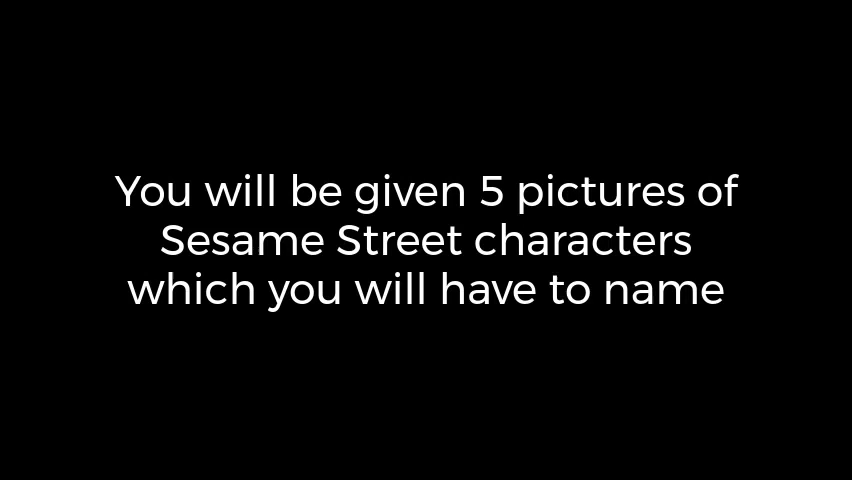 You will be given 5 pictures of
Sesame Street characters
which you will have to name